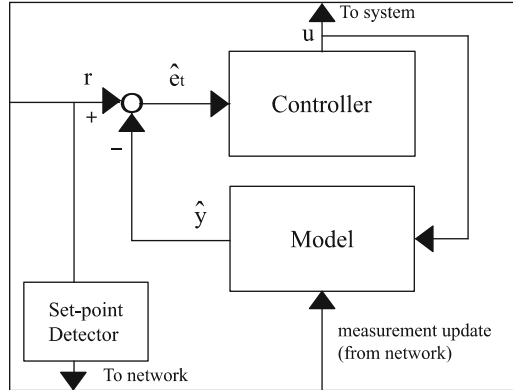 To system
u
r
ê_t
Controller
+
−
ŷ
Model
Set-point
Detector
measurement update
(from network)
To network